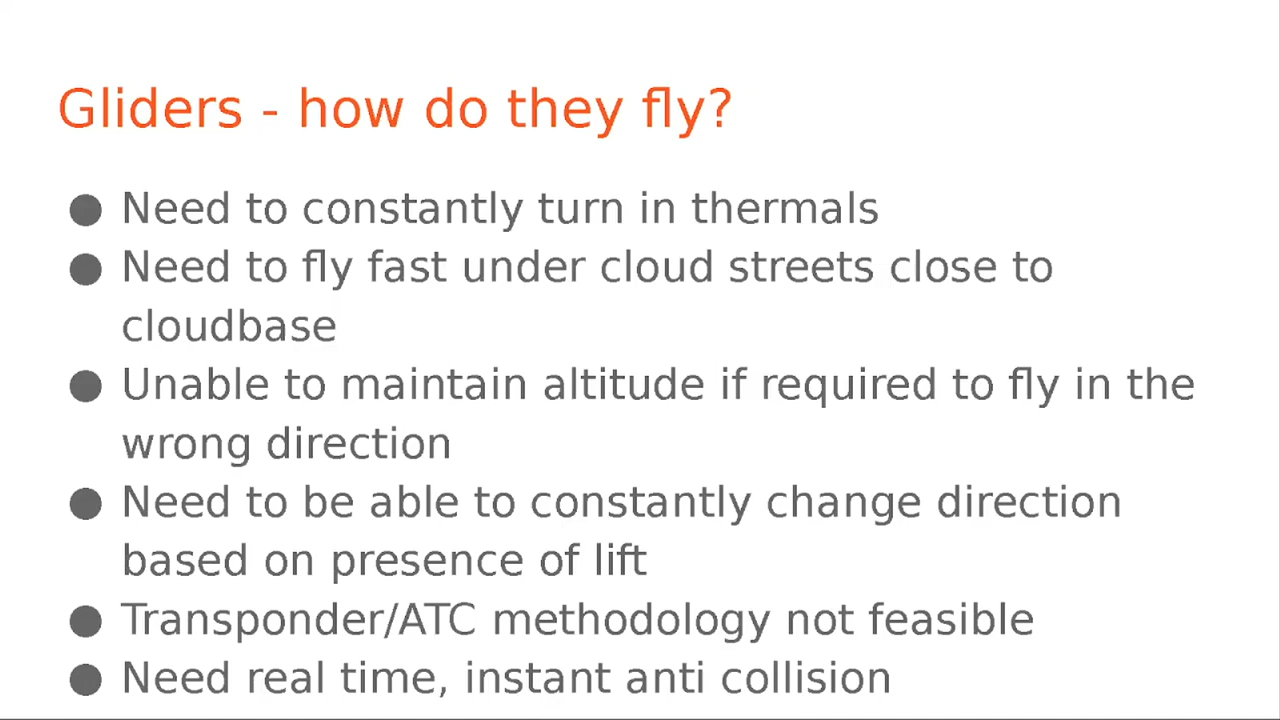 Gliders - how do they fly?
● Need to constantly turn in thermals
● Need to fly fast under cloud streets close to
cloudbase
● Unable to maintain altitude if required to fly in the
wrong direction
● Need to be able to constantly change direction
based on presence of lift
● Transponder/ATC methodology not feasible
● Need real time, instant anti collision